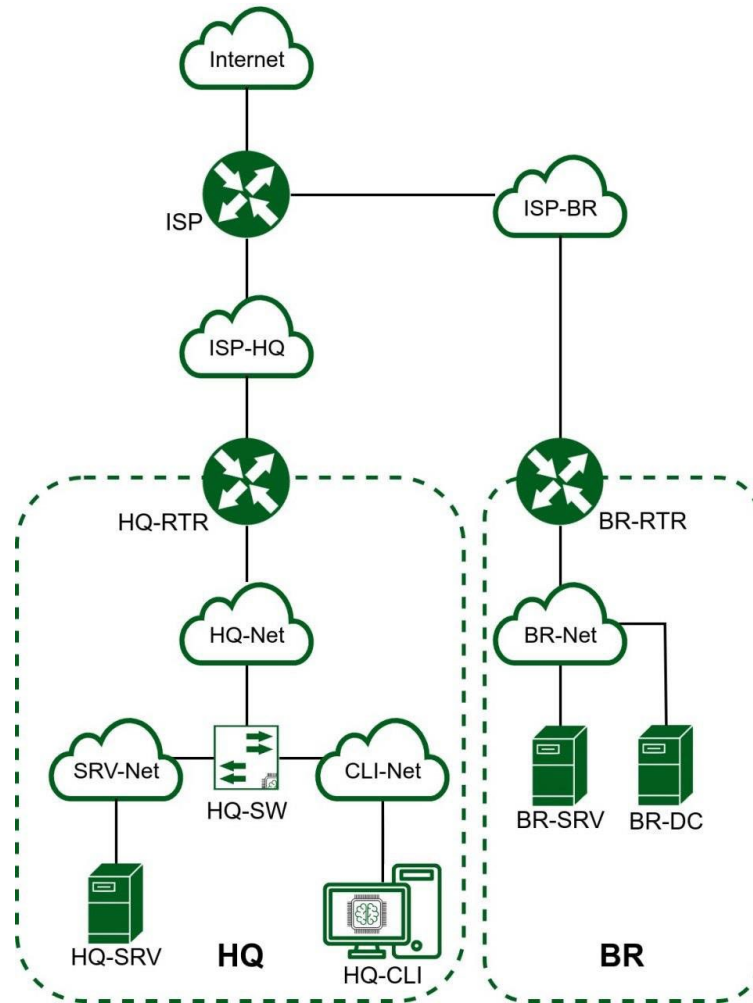 Internet
ISP
ISP-BR
ISP-HQ
HQ-RTR
BR-RTR
HQ-Net
BR-Net
SRV-Net
CLI-Net
HQ-SW
BR-SRV
BR-DC
HQ-SRV
HQ
HQ-CLI
BR